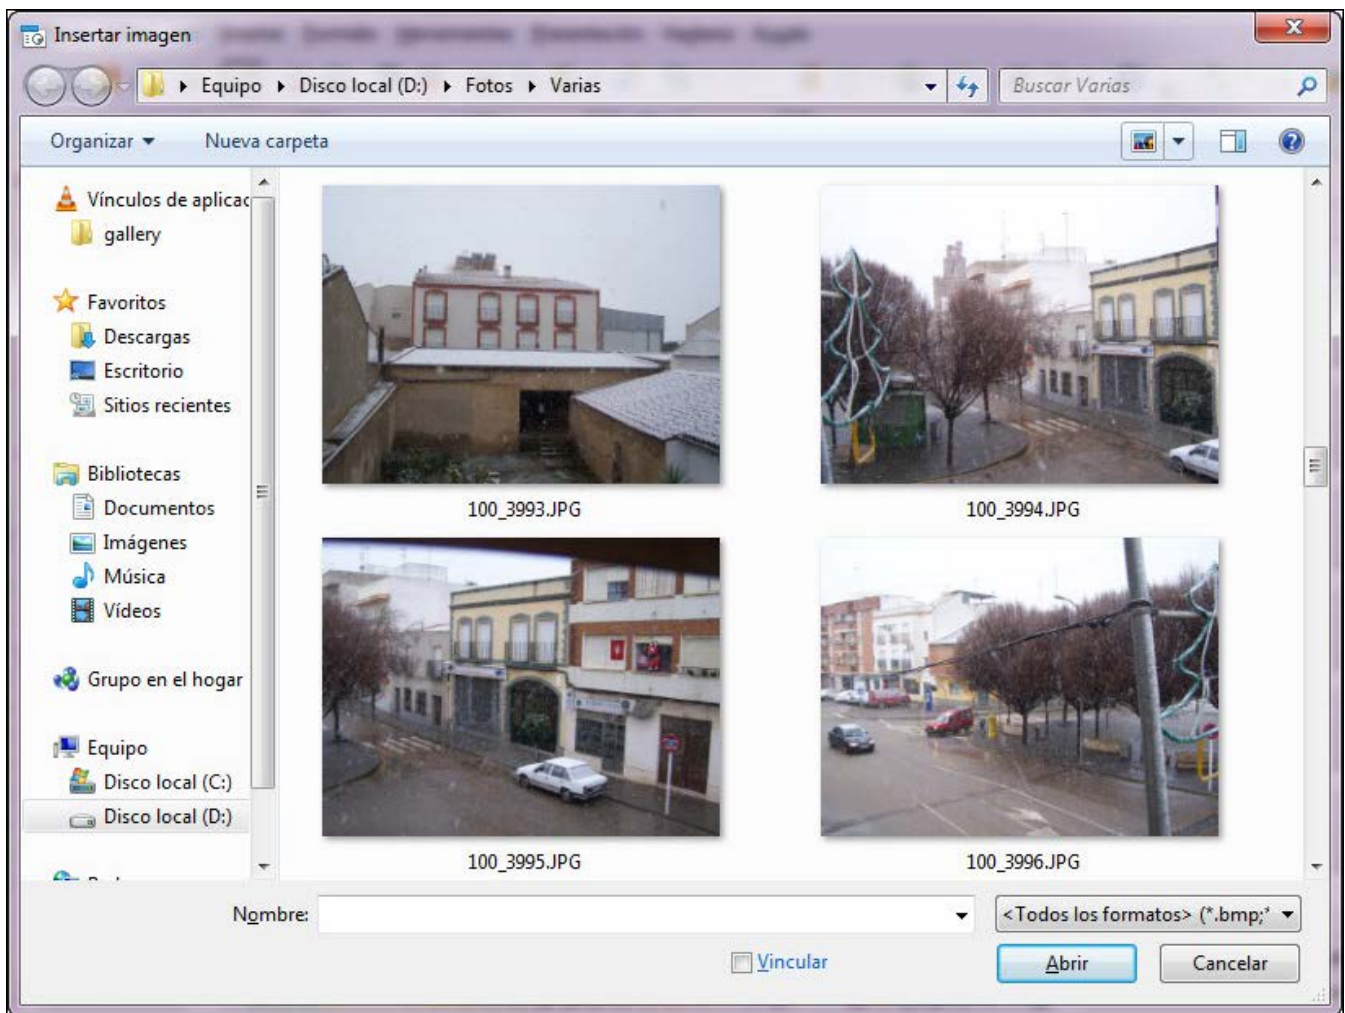 Insertar imagen
Equipo Disco local (D:) Fotos Varias
Buscar Varias
Organizar
Nueva carpeta
Vínculos de aplicac
gallery
Favoritos
Descargas
Escritorio
Sitios recientes
Bibliotecas
Documentos
Imágenes
Música
Vídeos
Grupo en el hogar
Equipo
Disco local (C:)
Disco local (D:)
100_3993.JPG
100_3994.JPG
100_3995.JPG
100_3996.JPG
Nombre:
<Todos los formatos> (*.bmp;*
Vincular
Abrir
Cancelar